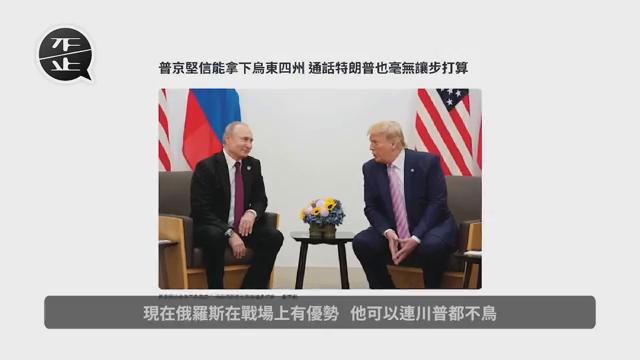 不止
普京堅信能拿下烏東四州 通話特朗普也毫無讓步打算
現在俄羅斯在戰場上有優勢 他可以連川普都不鳥